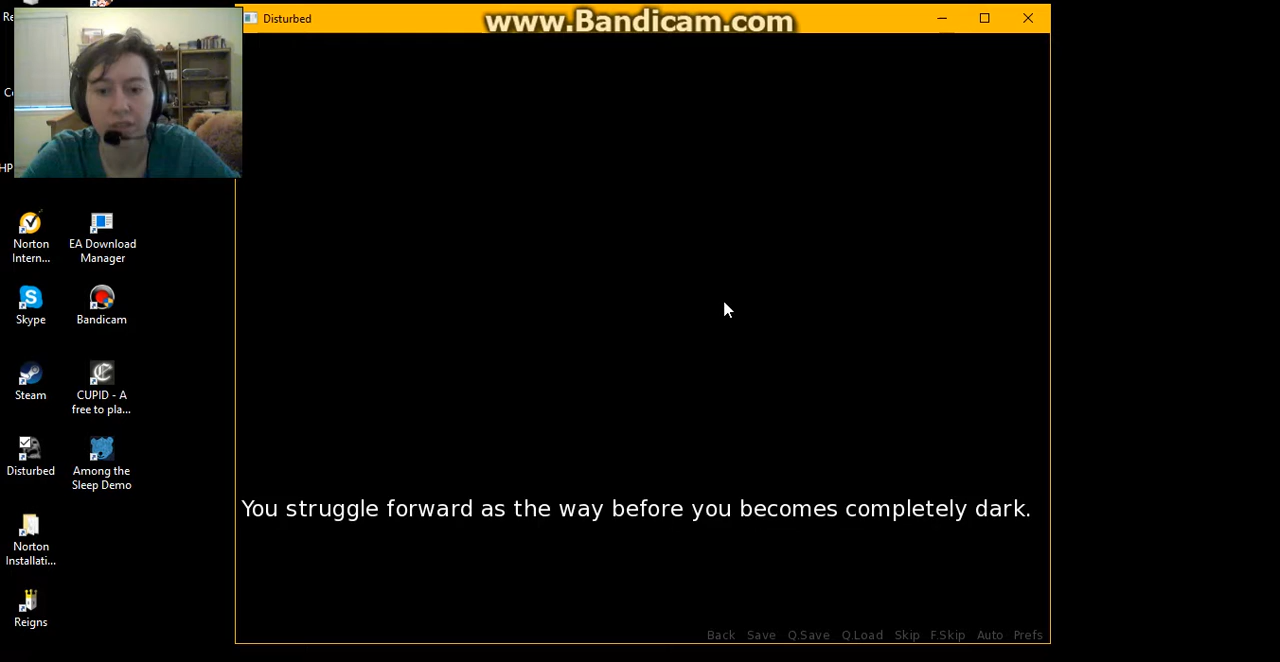 Re
Disturbed
www.Bandicam.com
HP
Norton
Intern...
EA Download
Manager
Skype
Bandicam
Steam
CUPID - A
free to pla...
Disturbed
Among the
Sleep Demo
Norton
Installati...
Reigns
You struggle forward as the way before you becomes completely dark.
Back Save Q.Save Q.Load Skip F.Skip Auto Prefs